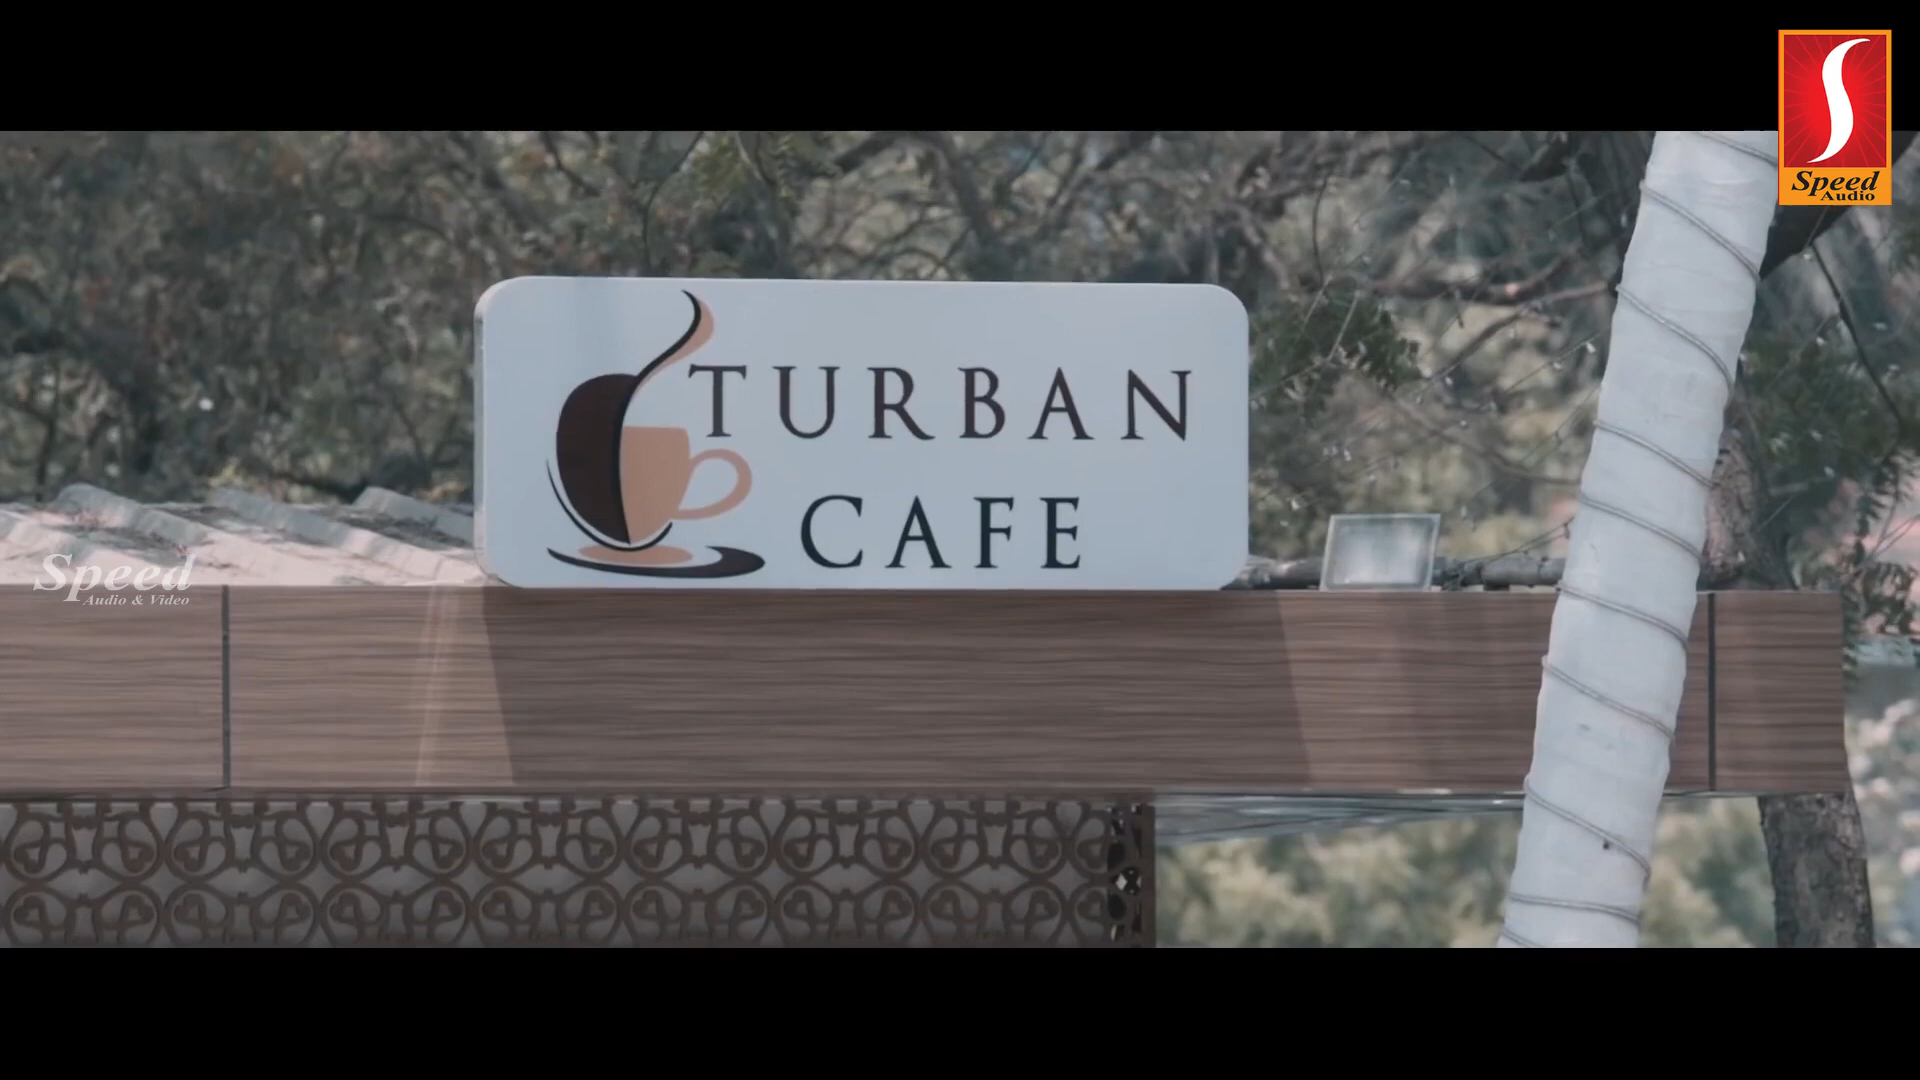 Speed
Audio
TURBAN
CAFE
Speed
Audio & Video